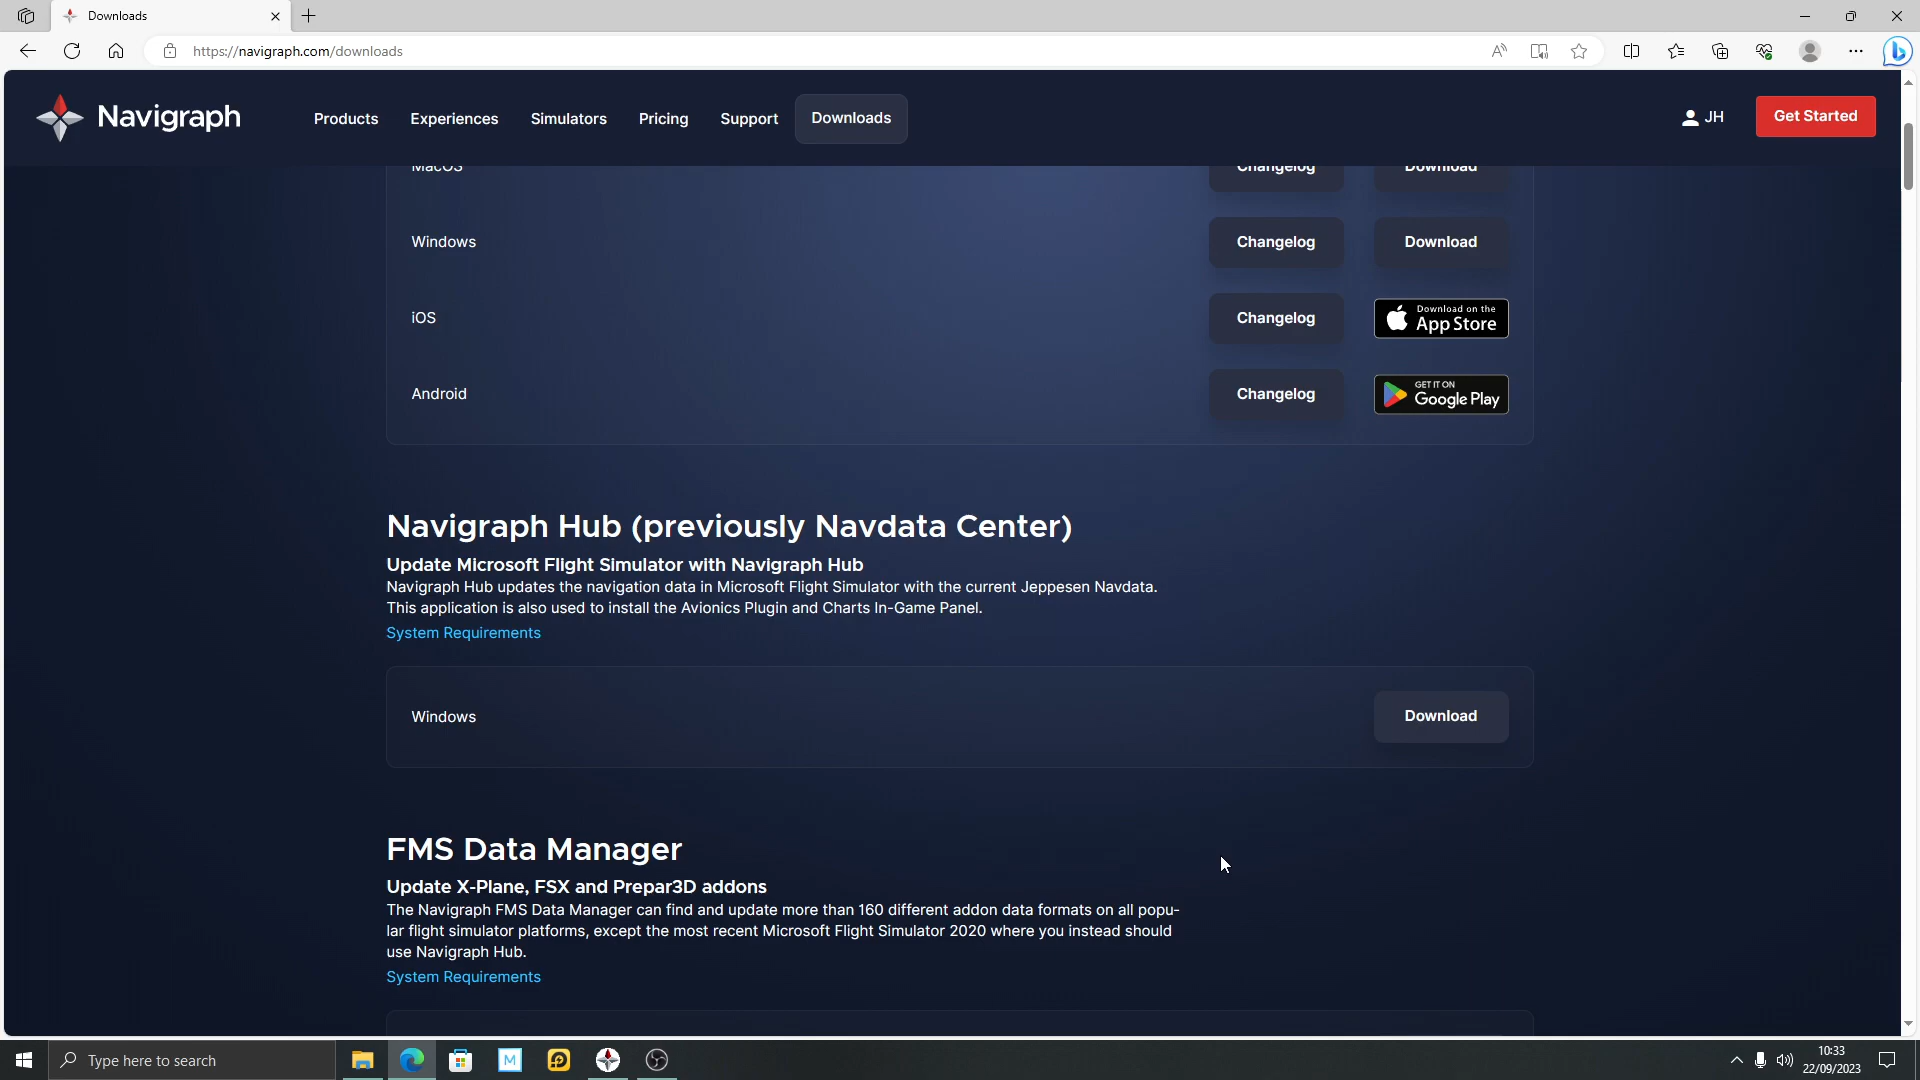 Downloads
https://navigraph.com/downloads
Navigraph
Products
Experiences
Simulators
Pricing
Support
Downloads
JH
Get Started
MacOS
Changelog
Download
Windows
Changelog
Download
iOS
Changelog
Download on the
App Store
Android
Changelog
GET IT ON
Google Play
Navigraph Hub (previously Navdata Center)
Update Microsoft Flight Simulator with Navigraph Hub
Navigraph Hub updates the navigation data in Microsoft Flight Simulator with the current Jeppesen Navdata.
This application is also used to install the Avionics Plugin and Charts In-Game Panel.
System Requirements
Windows
Download
FMS Data Manager
Update X-Plane, FSX and Prepar3D addons
The Navigraph FMS Data Manager can find and update more than 160 different addon data formats on all popu-
lar flight simulator platforms, except the most recent Microsoft Flight Simulator 2020 where you instead should
use Navigraph Hub.
System Requirements
Type here to search
M
10:33
22/09/2023